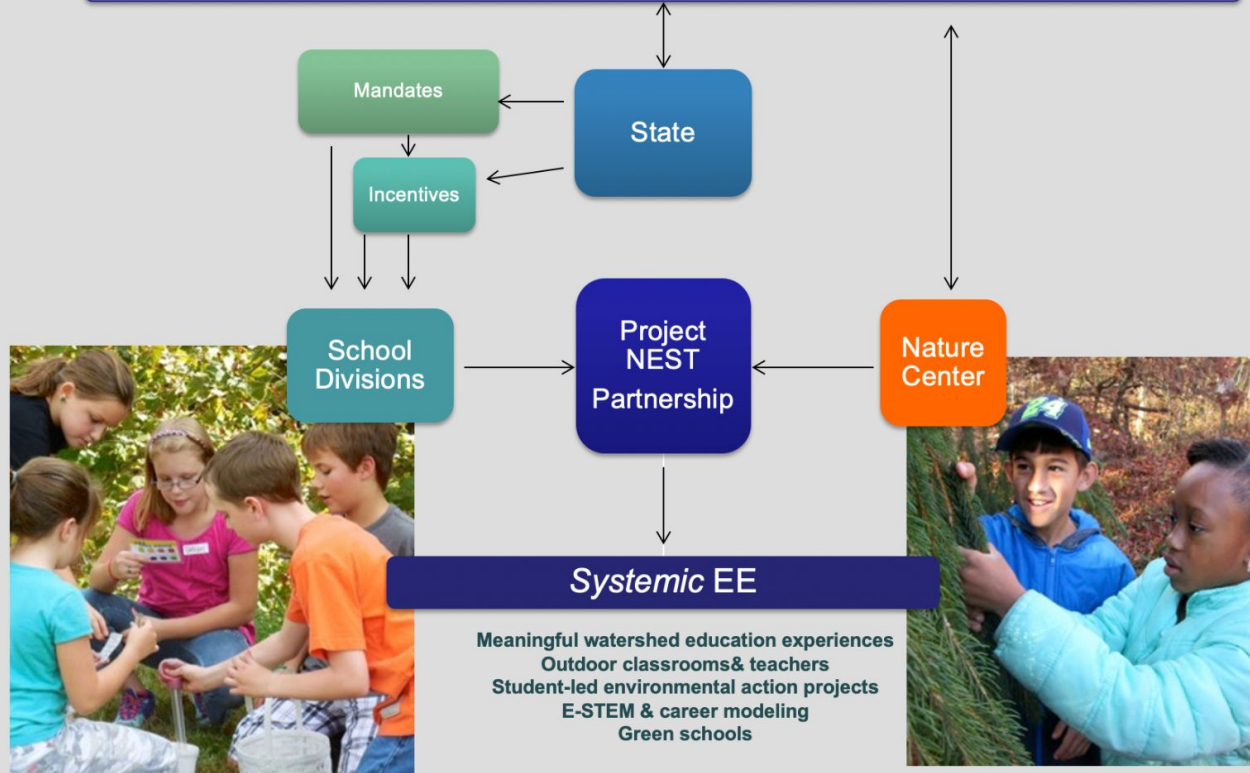 Mandates
State
Incentives
School
Divisions
Project
NEST
Partnership
Nature
Center
Systemic EE
Meaningful watershed education experiences
Outdoor classrooms& teachers
Student-led environmental action projects
E-STEM & career modeling
Green schools